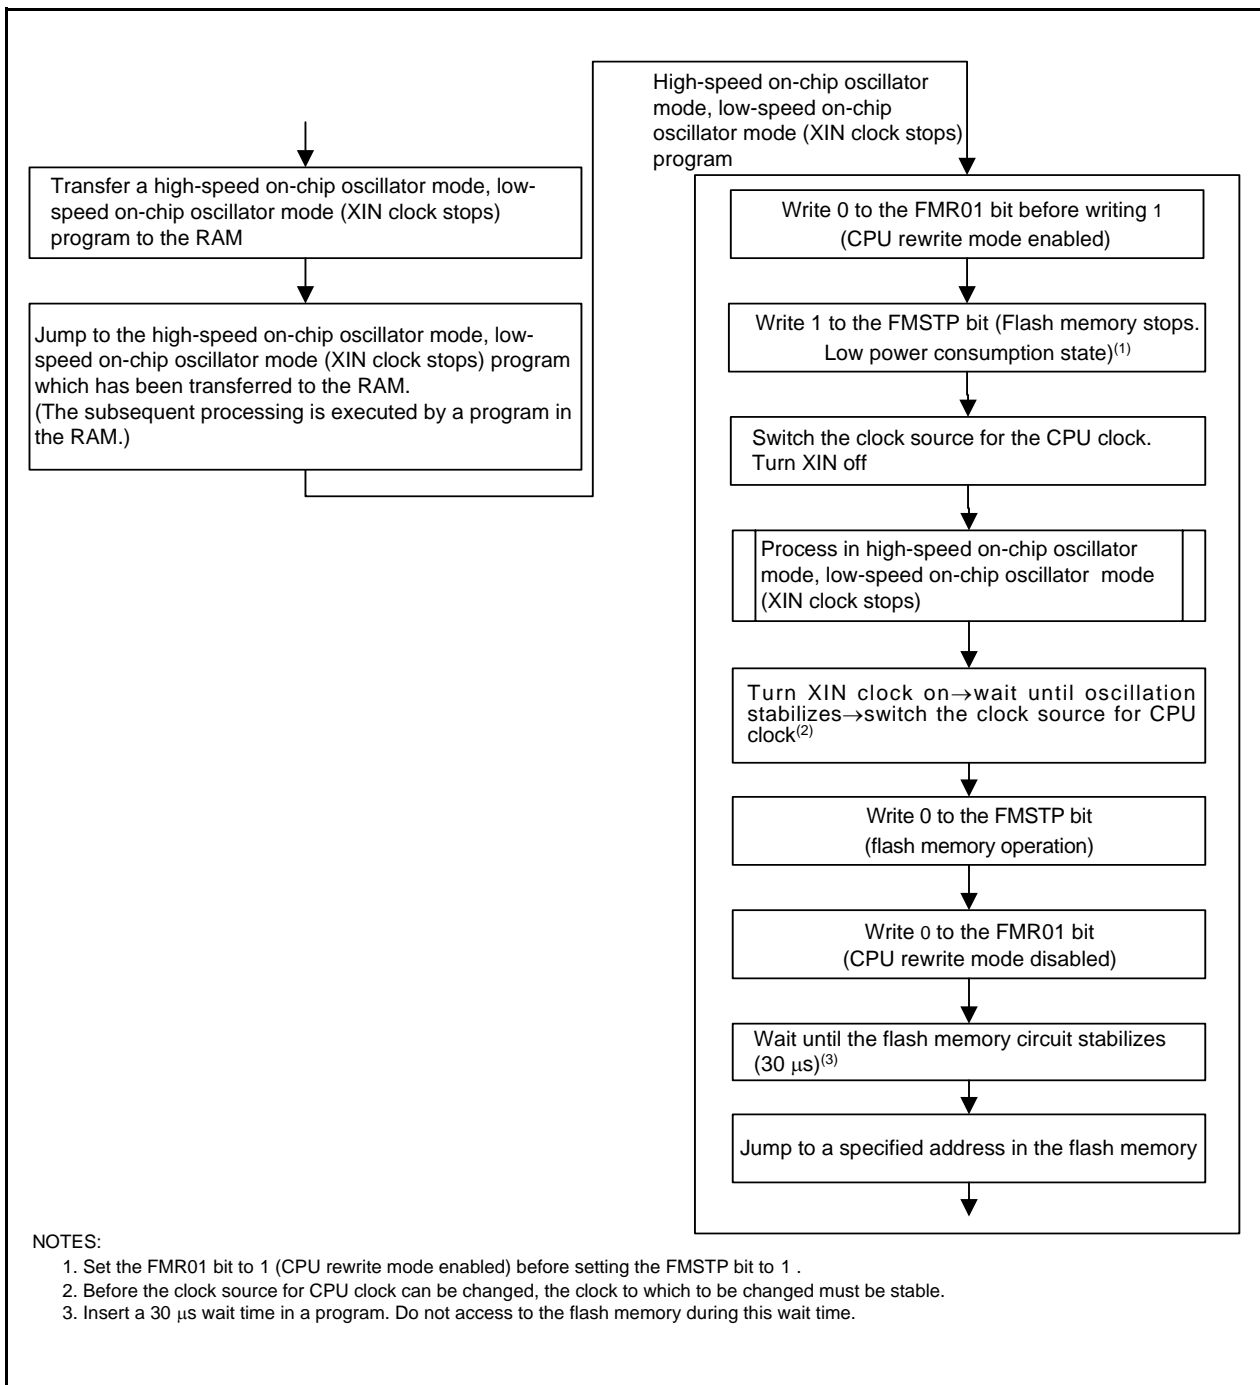 Transfer a high-speed on-chip oscillator mode, low-
speed on-chip oscillator mode (XIN clock stops)
program to the RAM
Jump to the high-speed on-chip oscillator mode, low-
speed on-chip oscillator mode (XIN clock stops) program
which has been transferred to the RAM.
(The subsequent processing is executed by a program in
the RAM.)
High-speed on-chip oscillator
mode, low-speed on-chip
oscillator mode (XIN clock stops)
program
Write 0 to the FMR01 bit before writing 1
(CPU rewrite mode enabled)
Write 1 to the FMSTP bit (Flash memory stops.
Low power consumption state)(1)
Switch the clock source for the CPU clock.
Turn XIN off
Process in high-speed on-chip oscillator
mode, low-speed on-chip oscillator mode
(XIN clock stops)
Turn XIN clock on→wait until oscillation
stabilizes→switch the clock source for CPU
clock(2)
Write 0 to the FMSTP bit
(flash memory operation)
Write 0 to the FMR01 bit
(CPU rewrite mode disabled)
Wait until the flash memory circuit stabilizes
(30 μs)(3)
Jump to a specified address in the flash memory
NOTES:
1. Set the FMR01 bit to 1 (CPU rewrite mode enabled) before setting the FMSTP bit to 1 .
2. Before the clock source for CPU clock can be changed, the clock to which to be changed must be stable.
3. Insert a 30 μs wait time in a program. Do not access to the flash memory during this wait time.